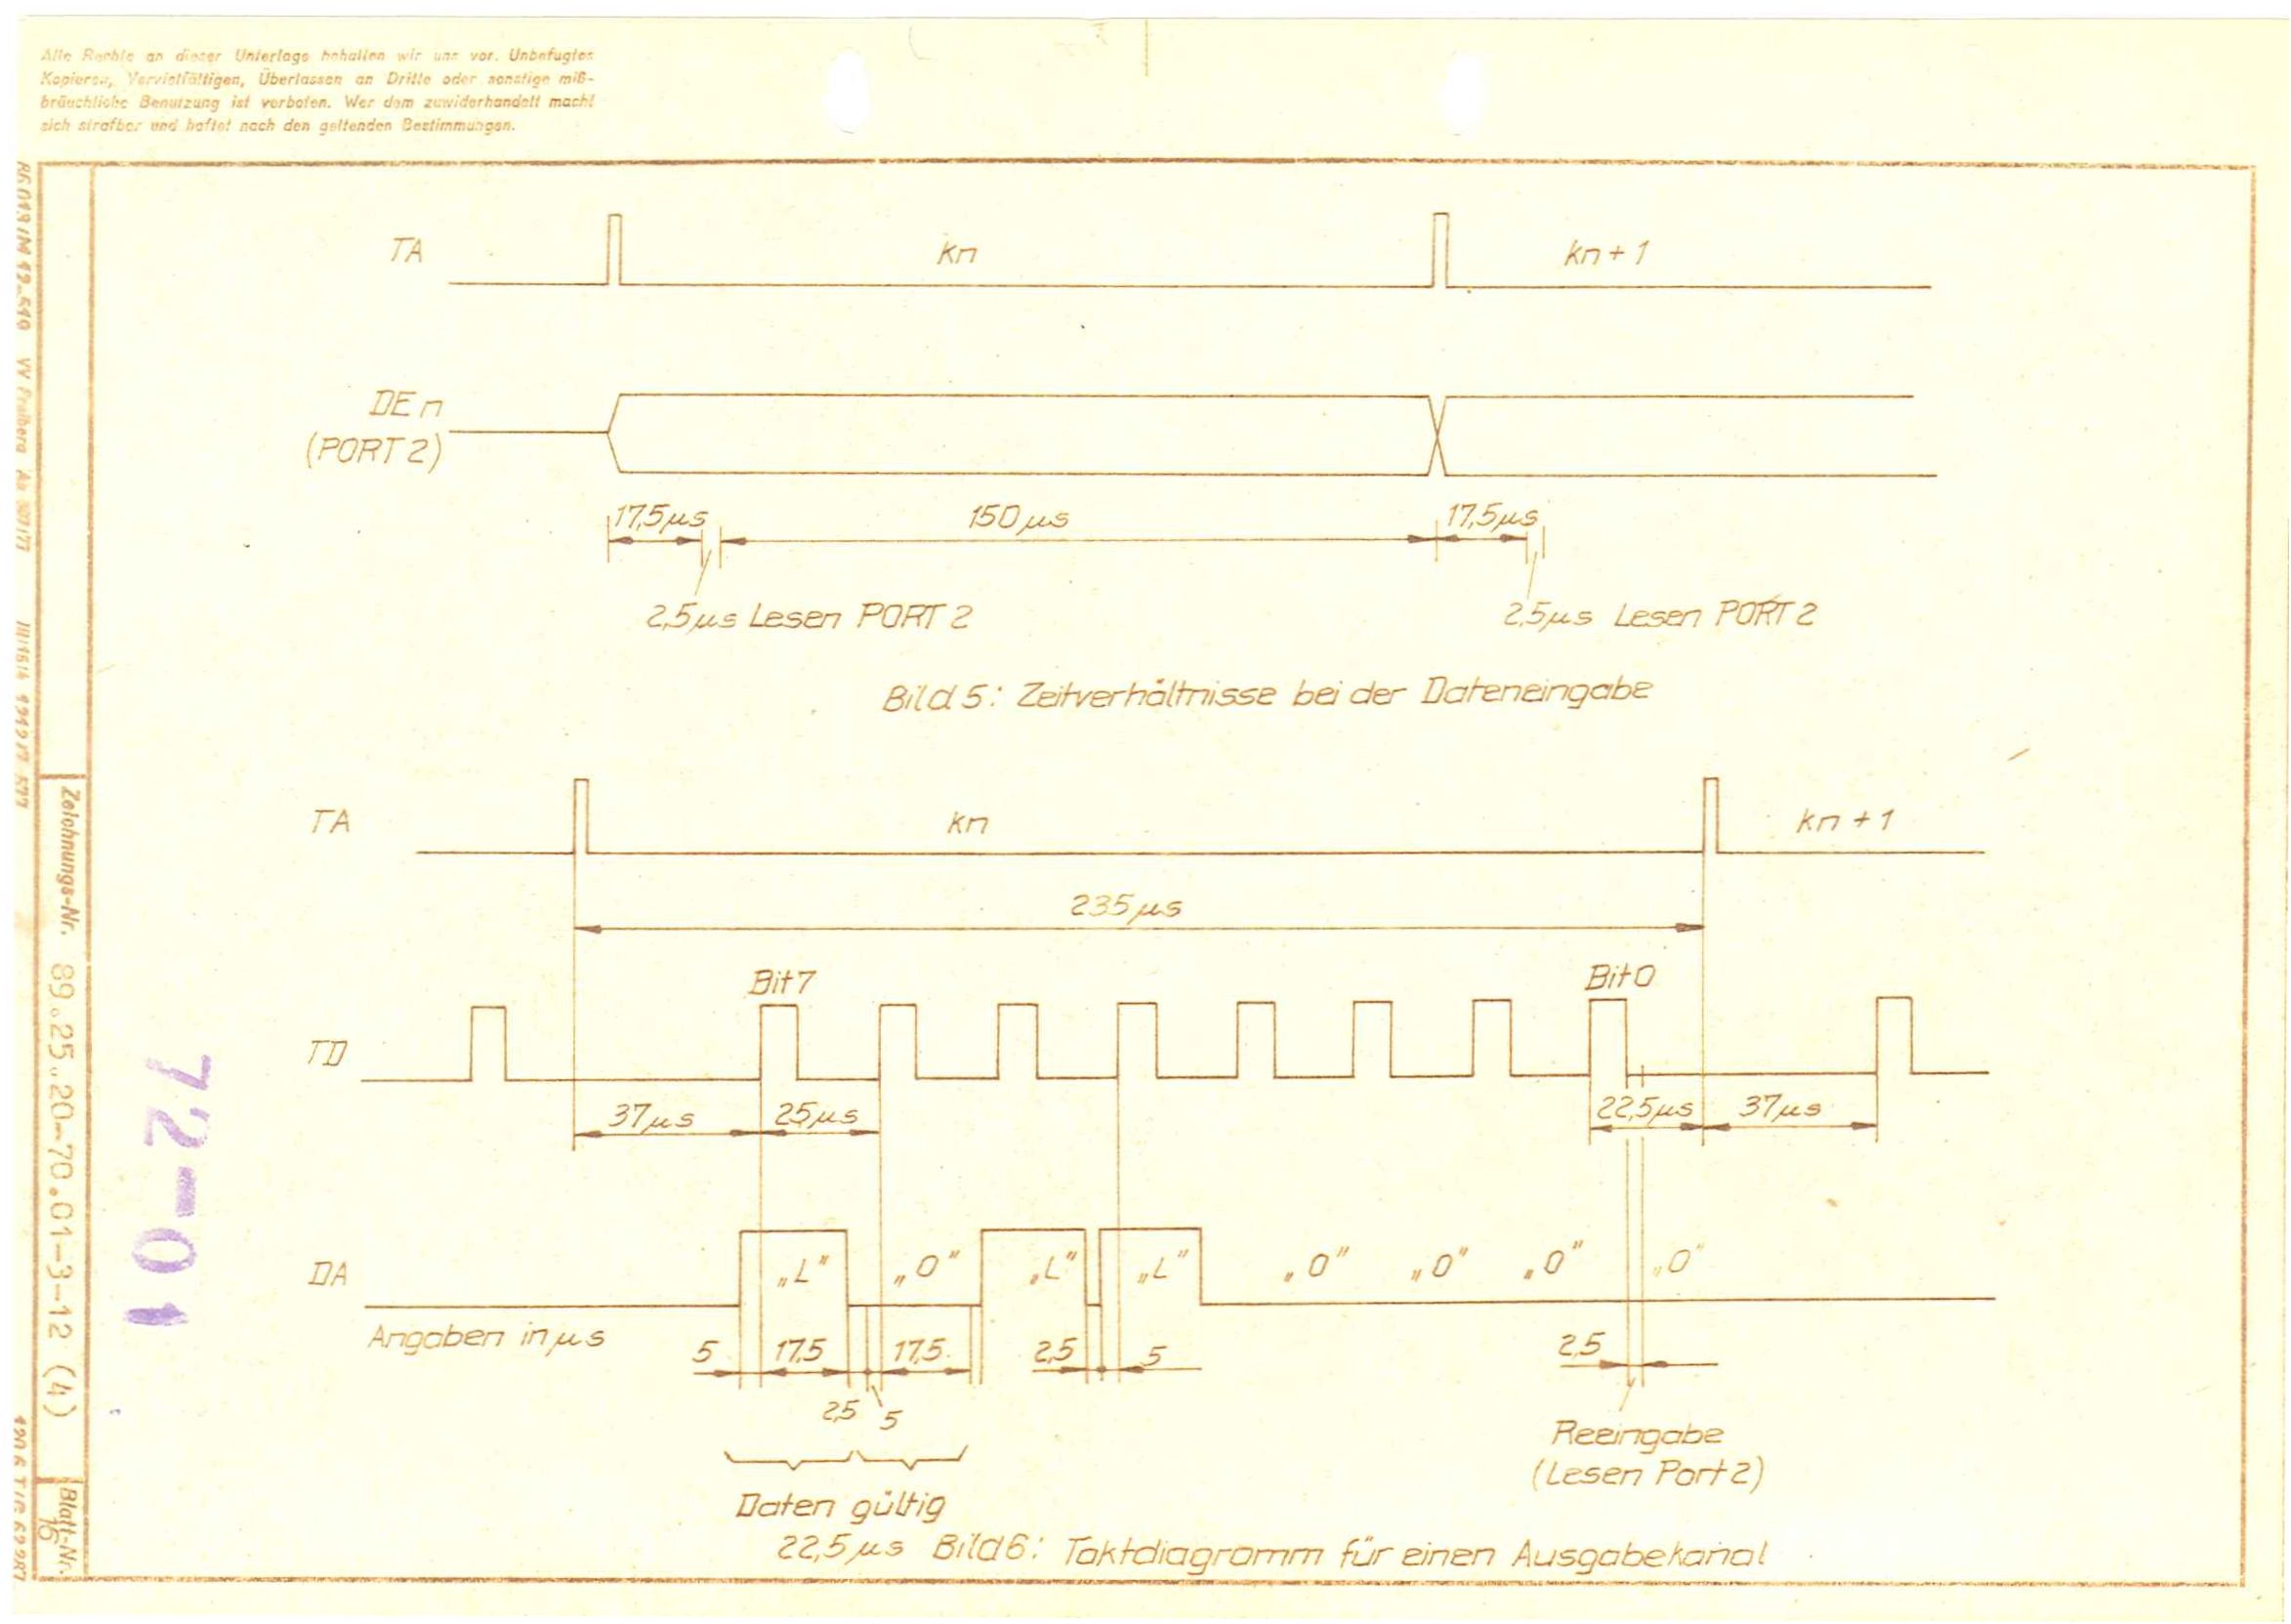 Alle Rechte an dieser Unterlage behalten wir uns vor. Unbefugtes
Kopieren, Vervielfältigen, Überlassen an Dritte oder sonstige miß-
bräuchliche Benutzung ist verboten. Wer dem zuwiderhandelt macht
sich strafbar und haftet nach den geltenden Bestimmungen.
TA kn kn + 1
DE n
(PORT 2)
17,5 µs 150 µs 17,5 µs
2,5 µs Lesen PORT 2 2,5 µs Lesen PORT 2
Bild 5: Zeitverhältnisse bei der Dateneingabe
TA kn kn + 1
235 µs
Bit 7 Bit 0
TD
37 µs 25 µs 22,5 µs 37 µs
DA „L" „0" „L" „L" „0" „0" „0" „0"
Angaben in µs
5 17,5 17,5 2,5 5 2,5
2,5 5
Reeingabe
(Lesen Port 2)
Daten gültig
22,5 µs Bild 6: Taktdiagramm für einen Ausgabekanal
Zeichnungs-Nr. 89.25.20-70.01-3-12 (4)
Blatt-Nr.
16
72-01